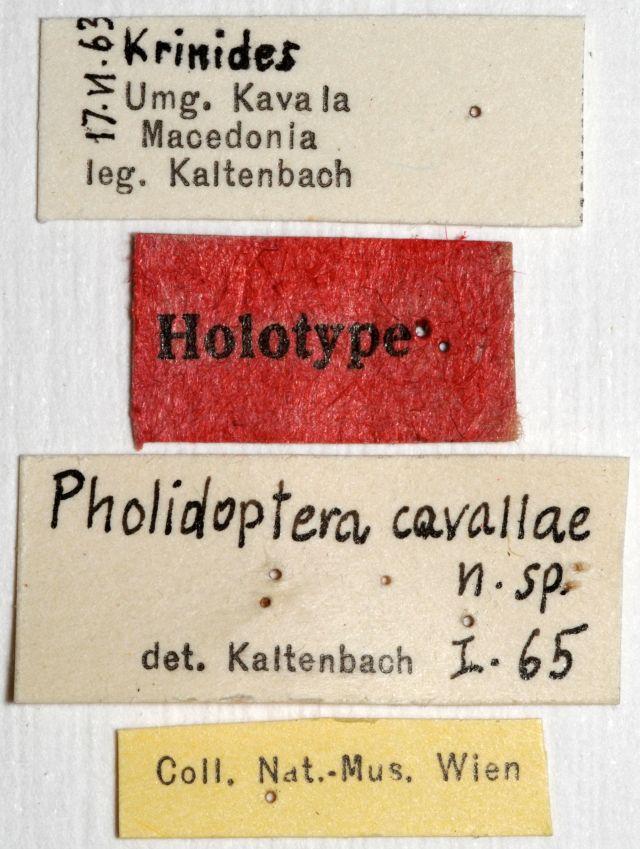 17.VI.63
Krinides
Umg. Kavala
Macedonia
leg. Kaltenbach
Holotype
Pholidoptera cavallae
n. sp.
det. Kaltenbach I. 65
Coll. Nat.-Mus. Wien